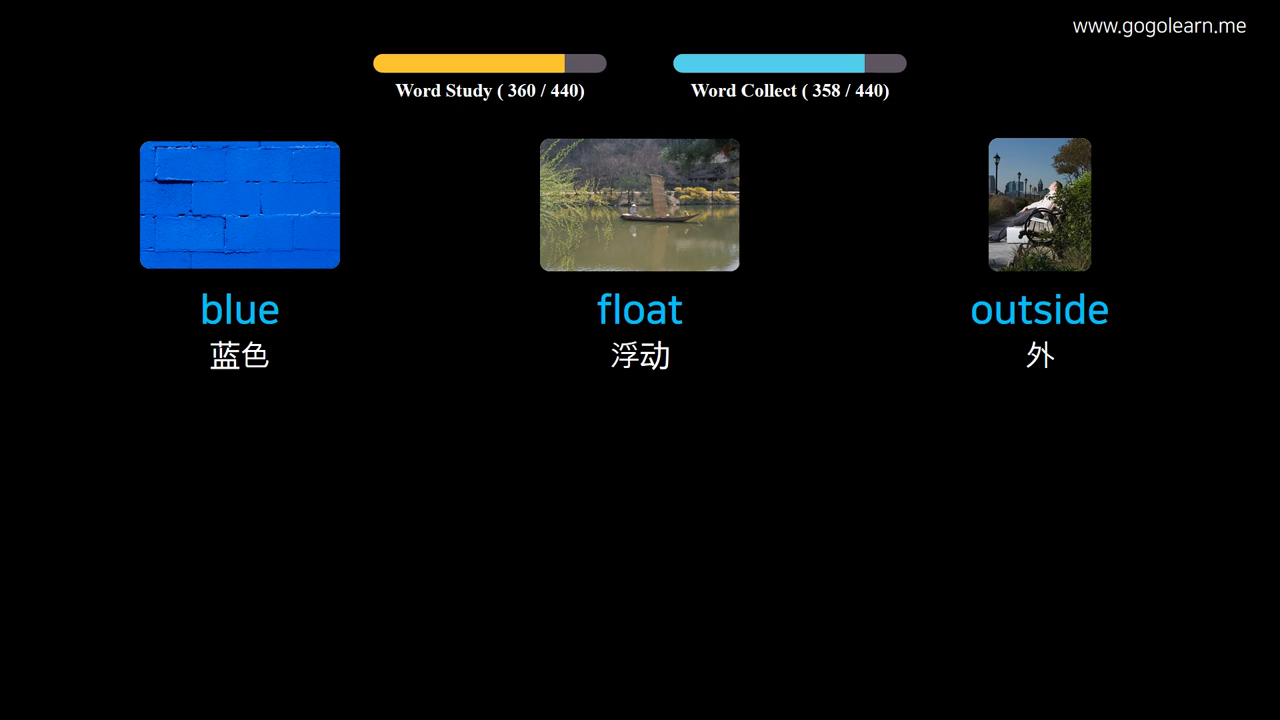 www.gogolearn.me
Word Study ( 360 / 440)
Word Collect ( 358 / 440)
blue
float
outside
蓝色
浮动
外